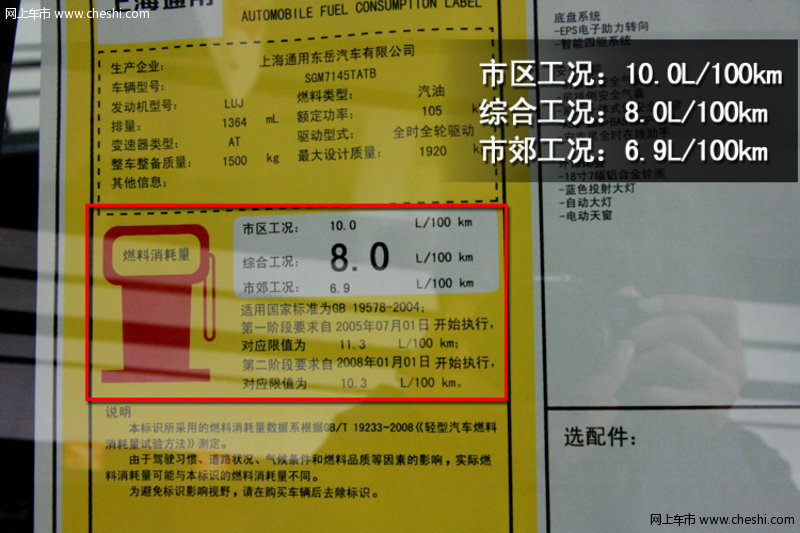 网上车市 www.cheshi.com
上海通用
AUTOMOBILE FUEL CONSUMPTION LABEL
生产企业: 上海通用东岳汽车有限公司
车辆型号: SGM7145TATB
发动机型号: LUJ 燃料类型: 汽油
排量: 1364 mL 额定功率: 105
变速器类型: AT 驱动型式: 全时全轮驱动
整车整备质量: 1500 kg 最大设计质量: 1920
其他信息:
市区工况: 10.0 L/100 km
燃料消耗量
综合工况: 8.0 L/100 km
市郊工况: 6.9 L/100 km
适用国家标准为GB 19578-2004;
第一阶段要求自2005年07月01日 开始执行,
对应限值为 11.3 L/100 km;
第二阶段要求自2008年01月01日 开始执行,
对应限值为 10.3 L/100 km。
说明
本标识所采用的燃料消耗量数据系根据GB/T 19233-2008《轻型汽车燃料
消耗量试验方法》测定。
由于驾驶习惯、道路状况、气候条件和燃料品质等因素的影响,实际燃
料消耗量可能与本标识的燃料消耗量不同。
为避免标识影响视野,请在购买车辆后去除标识。
底盘系统
-EPS电子助力转向
-智能四驱系统
市区工况：10.0L/100km
综合工况：8.0L/100km
市郊工况：6.9L/100km
-18寸7幅铝合金轮圈
-蓝色投射大灯
-自动大灯
-电动天窗
选配件:
网上车市 www.cheshi.com